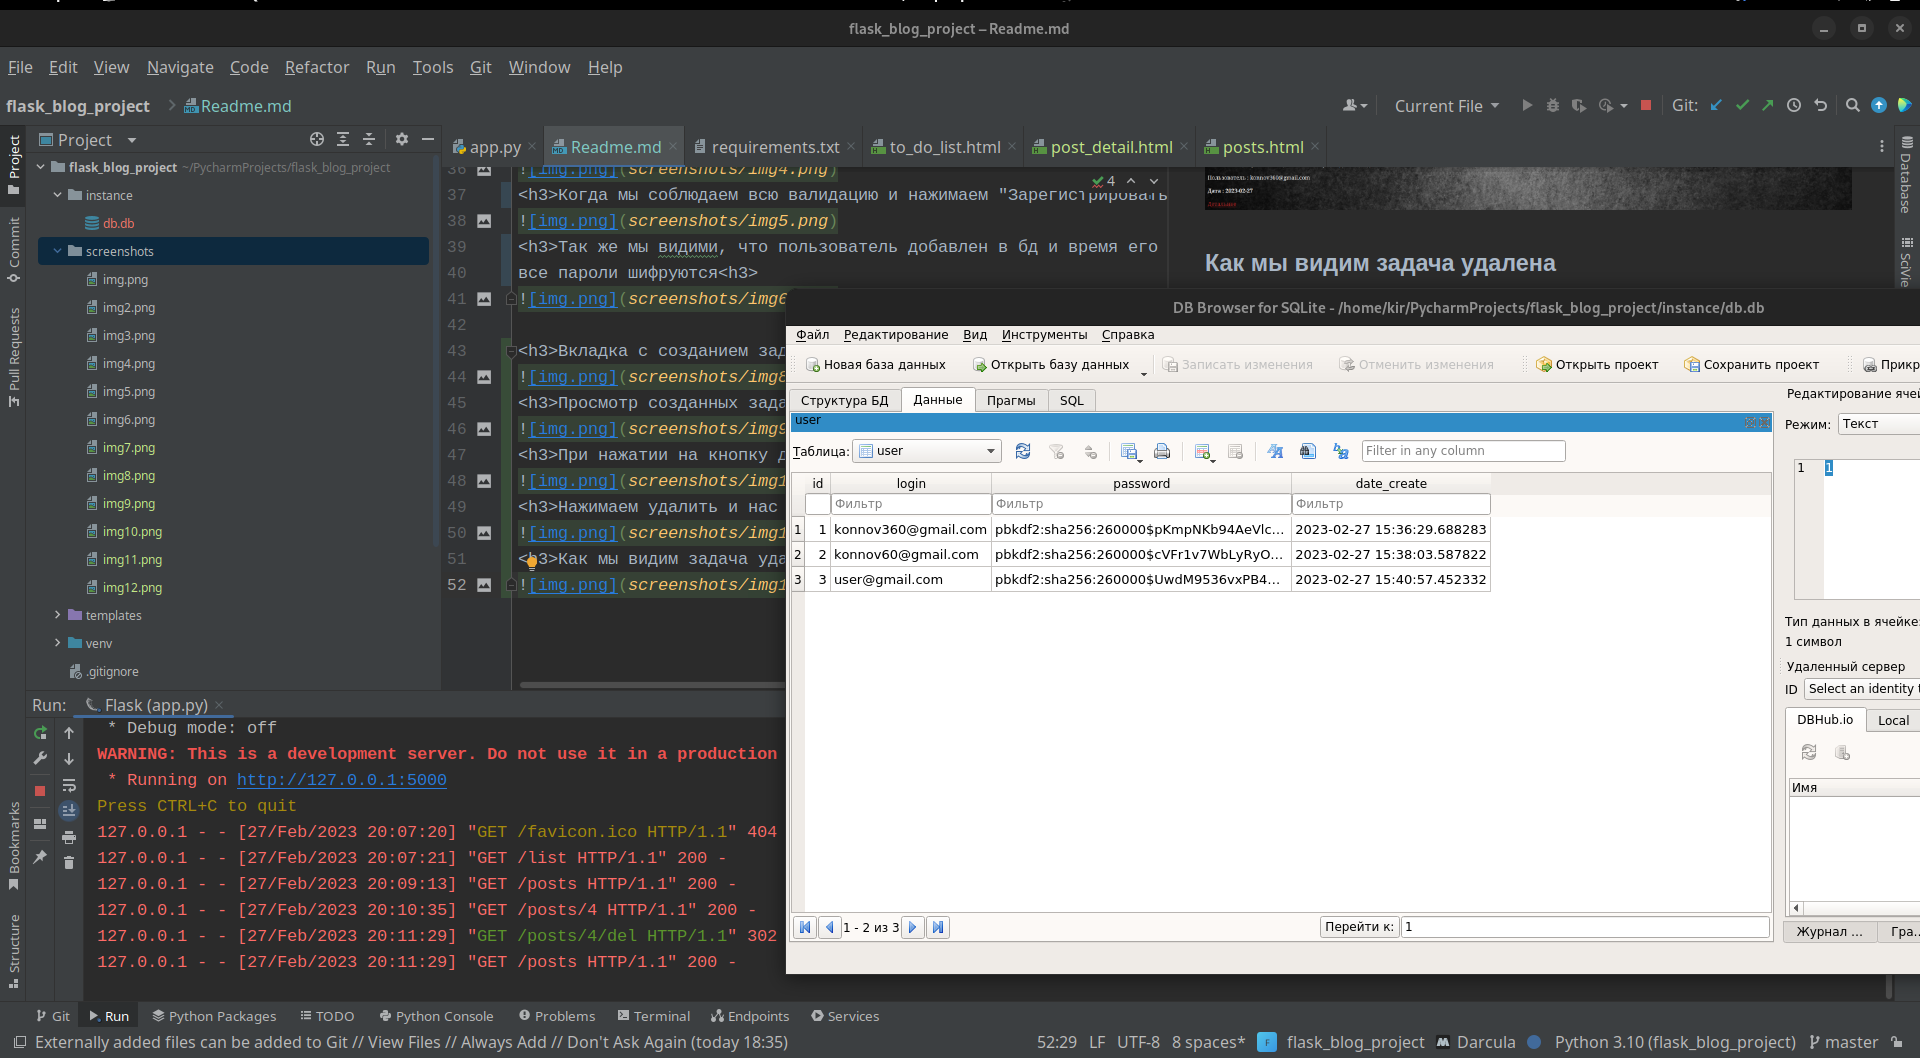 flask_blog_project – Readme.md
File Edit View Navigate Code Refactor Run Tools Git Window Help
flask_blog_project Readme.md
Current File Git:
Project
app.py Readme.md requirements.txt to_do_list.html post_detail.html posts.html
Project
Commit
Pull Requests
Bookmarks
Structure
flask_blog_project ~/PycharmProjects/flask_blog_project
instance
db.db
screenshots
img.png
img2.png
img3.png
img4.png
img5.png
img6.png
img7.png
img8.png
img9.png
img10.png
img11.png
img12.png
templates
venv
.gitignore
36 ![img.png](screenshots/img4.png)
37 <h3>Когда мы соблюдаем всю валидацию и нажимаем "Зарегистрировать
38 ![img.png](screenshots/img5.png)
39 <h3>Так же мы видими, что пользователь добавлен в бд и время его
40 все пароли шифруются<h3>
41 ![img.png](screenshots/img6
42
43 <h3>Вкладка с созданием зад
44 ![img.png](screenshots/img8
45 <h3>Просмотр созданных зада
46 ![img.png](screenshots/img9
47 <h3>При нажатии на кнопку д
48 ![img.png](screenshots/img1
49 <h3>Нажимаем удалить и нас
50 ![img.png](screenshots/img1
51 <h3>Как мы видим задача уда
52 ![img.png](screenshots/img1
4
Пользователь : konnov360@gmail.com
Дата : 2023-02-27
Как мы видим задача удалена
Database
SciVie
DB Browser for SQLite - /home/kir/PycharmProjects/flask_blog_project/instance/db.db
Файл Редактирование Вид Инструменты Справка
Новая база данных Открыть базу данных Записать изменения Отменить изменения Открыть проект Сохранить проект Прикр
Структура БД Данные Прагмы SQL
user
Таблица: user Filter in any column
id login password date_create
Фильтр Фильтр Фильтр
1 1 konnov360@gmail.com pbkdf2:sha256:260000$pKmpNKb94AeVlc... 2023-02-27 15:36:29.688283
2 2 konnov60@gmail.com pbkdf2:sha256:260000$cVFr1v7WbLyRyO... 2023-02-27 15:38:03.587822
3 3 user@gmail.com pbkdf2:sha256:260000$UwdM9536vxPB4... 2023-02-27 15:40:57.452332
1 - 2 из 3 Перейти к: 1
Редактирование ячей
Режим: Текст
1 1
Тип данных в ячейке:
1 символ
Удаленный сервер
ID Select an identity t
DBHub.io Local
Имя
Журнал ... Гра..
Run: Flask (app.py)
* Debug mode: off
WARNING: This is a development server. Do not use it in a production
* Running on http://127.0.0.1:5000
Press CTRL+C to quit
127.0.0.1 - - [27/Feb/2023 20:07:20] "GET /favicon.ico HTTP/1.1" 404
127.0.0.1 - - [27/Feb/2023 20:07:21] "GET /list HTTP/1.1" 200 -
127.0.0.1 - - [27/Feb/2023 20:09:13] "GET /posts HTTP/1.1" 200 -
127.0.0.1 - - [27/Feb/2023 20:10:35] "GET /posts/4 HTTP/1.1" 200 -
127.0.0.1 - - [27/Feb/2023 20:11:29] "GET /posts/4/del HTTP/1.1" 302
127.0.0.1 - - [27/Feb/2023 20:11:29] "GET /posts HTTP/1.1" 200 -
Git Run Python Packages TODO Python Console Problems Terminal Endpoints Services
Externally added files can be added to Git // View Files // Always Add // Don't Ask Again (today 18:35)
52:29 LF UTF-8 8 spaces* F flask_blog_project Darcula Python 3.10 (flask_blog_project) master